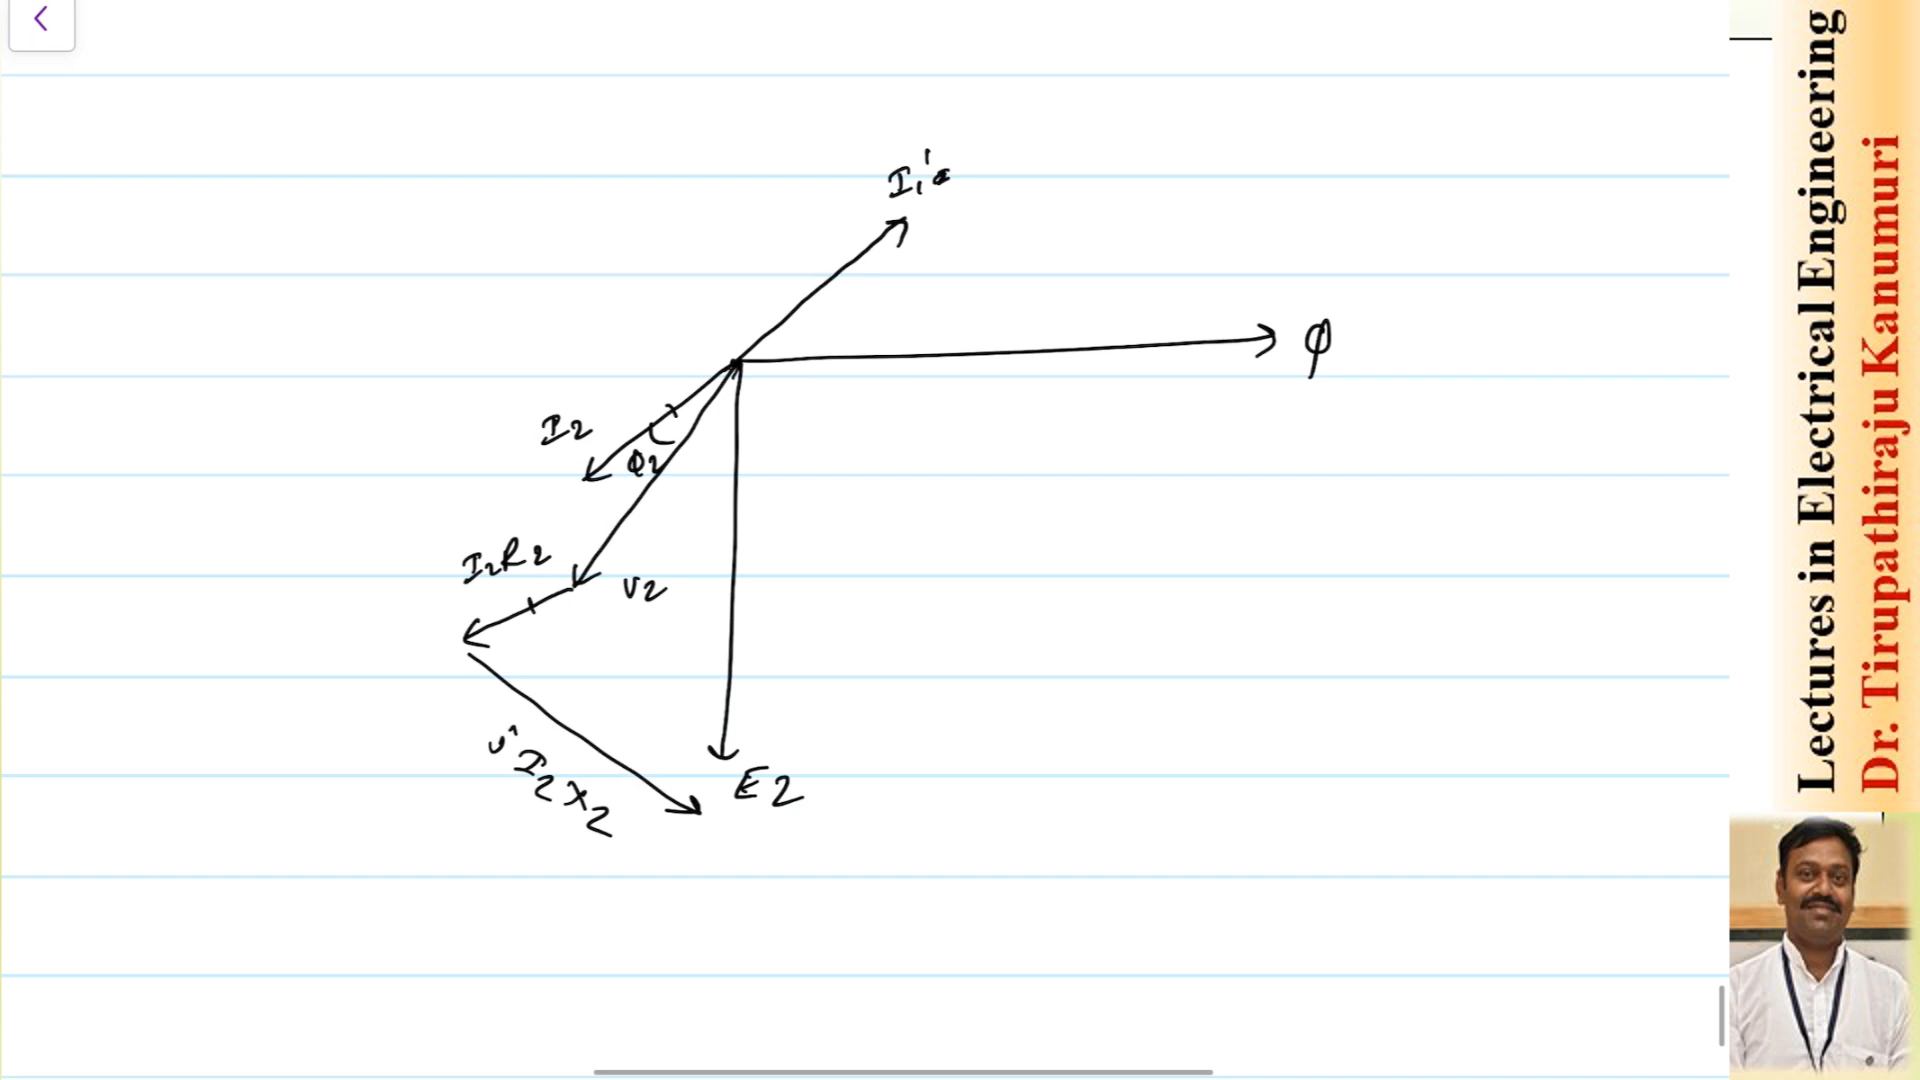 I₁'
ϕ
I₂
ϕ₂
I₂R₂
V₂
I₂X₂
E₂
Lectures in Electrical Engineering
Dr. Tirupathiraju Kanumuri